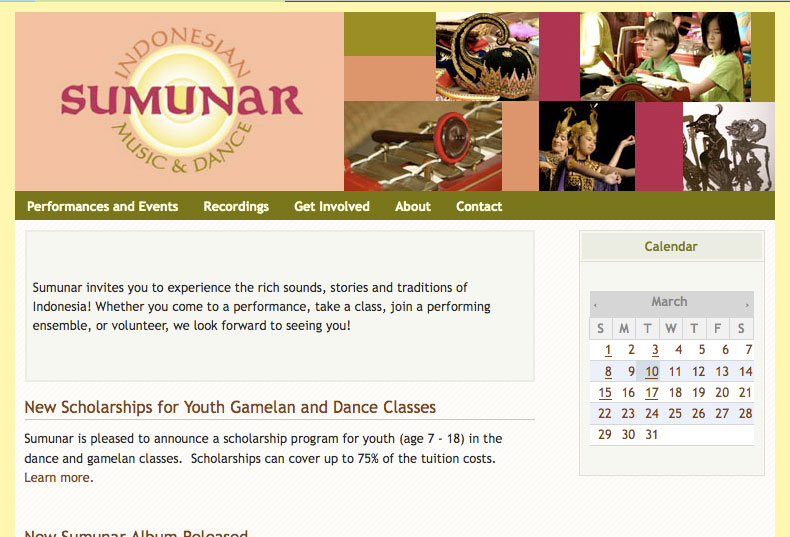 INDONESIAN
SUMUNAR
MUSIC & DANCE
Performances and Events Recordings Get Involved About Contact
Sumunar invites you to experience the rich sounds, stories and traditions of
Indonesia! Whether you come to a performance, take a class, join a performing
ensemble, or volunteer, we look forward to seeing you!
New Scholarships for Youth Gamelan and Dance Classes
Sumunar is pleased to announce a scholarship program for youth (age 7 - 18) in the
dance and gamelan classes.  Scholarships can cover up to 75% of the tuition costs.
Learn more.
New Sumunar Album Released
Calendar
‹ March ›
S M T W T F S
1 2 3 4 5 6 7
8 9 10 11 12 13 14
15 16 17 18 19 20 21
22 23 24 25 26 27 28
29 30 31